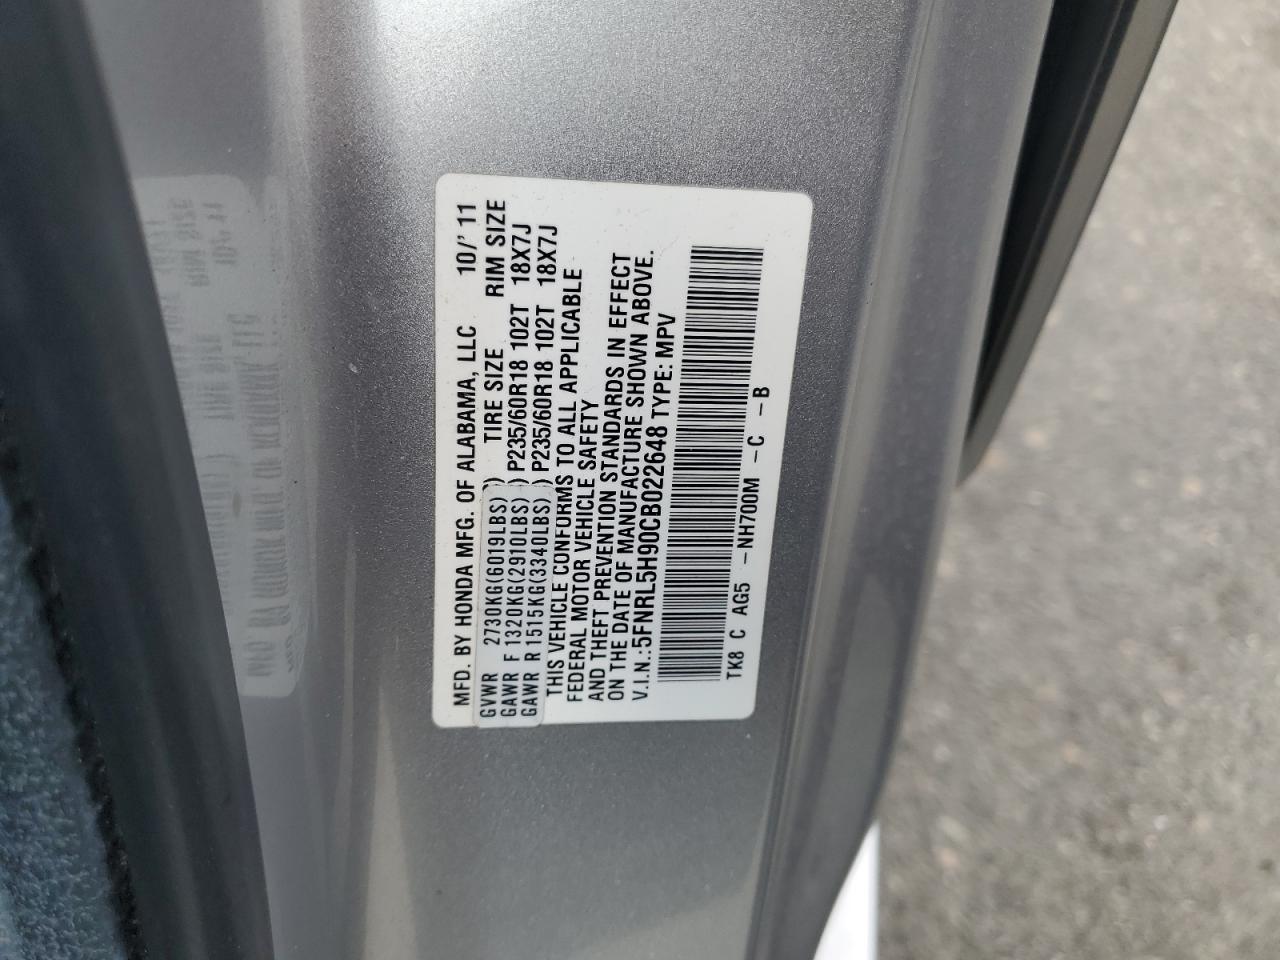 MFD. BY HONDA MFG. OF ALABAMA, LLC 10/'11
GVWR 2730KG(6019LBS) TIRE SIZE RIM SIZE
GAWR F 1320KG(2910LBS) P235/60R18 102T 18X7J
GAWR R 1515KG(3340LBS) P235/60R18 102T 18X7J
THIS VEHICLE CONFORMS TO ALL APPLICABLE
FEDERAL MOTOR VEHICLE SAFETY
AND THEFT PREVENTION STANDARDS IN EFFECT
ON THE DATE OF MANUFACTURE SHOWN ABOVE.
V.I.N.:5FNRL5H90CB022648 TYPE: MPV
TK8 C AG5 -NH700M -C -B